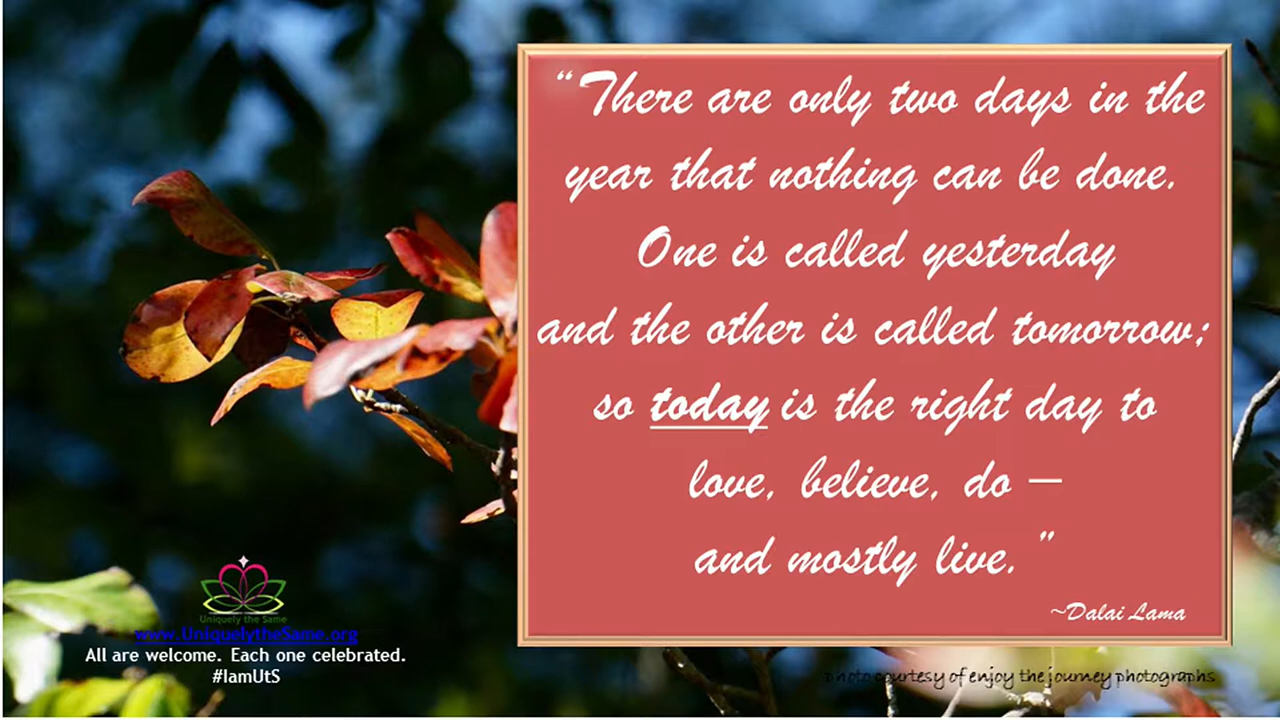 “There are only two days in the
year that nothing can be done.
One is called yesterday
and the other is called tomorrow;
so today is the right day to
love, believe, do —
and mostly live. ”
~Dalai Lama
Uniquely the Same
www.UniquelytheSame.org
All are welcome. Each one celebrated.
#IamUtS
photo courtesy of enjoy the journey photographs